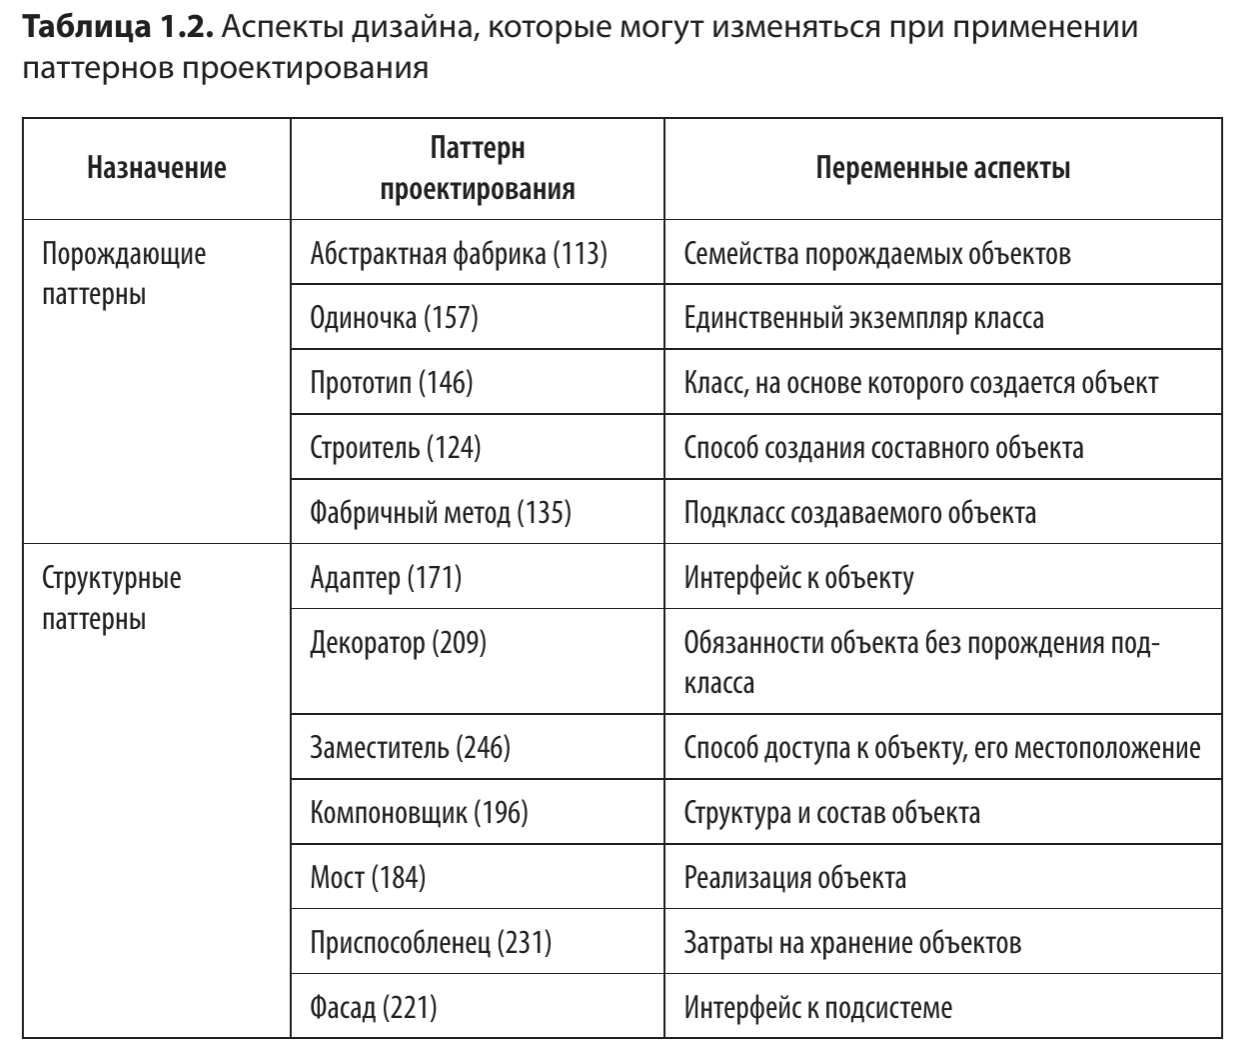 Таблица 1.2. Аспекты дизайна, которые могут изменяться при применении
паттернов проектирования
Назначение
Паттерн
проектирования
Переменные аспекты
Порождающие
паттерны
Абстрактная фабрика (113)
Семейства порождаемых объектов
Одиночка (157)
Единственный экземпляр класса
Прототип (146)
Класс, на основе которого создается объект
Строитель (124)
Способ создания составного объекта
Фабричный метод (135)
Подкласс создаваемого объекта
Структурные
паттерны
Адаптер (171)
Интерфейс к объекту
Декоратор (209)
Обязанности объекта без порождения под-
класса
Заместитель (246)
Способ доступа к объекту, его местоположение
Компоновщик (196)
Структура и состав объекта
Мост (184)
Реализация объекта
Приспособленец (231)
Затраты на хранение объектов
Фасад (221)
Интерфейс к подсистеме